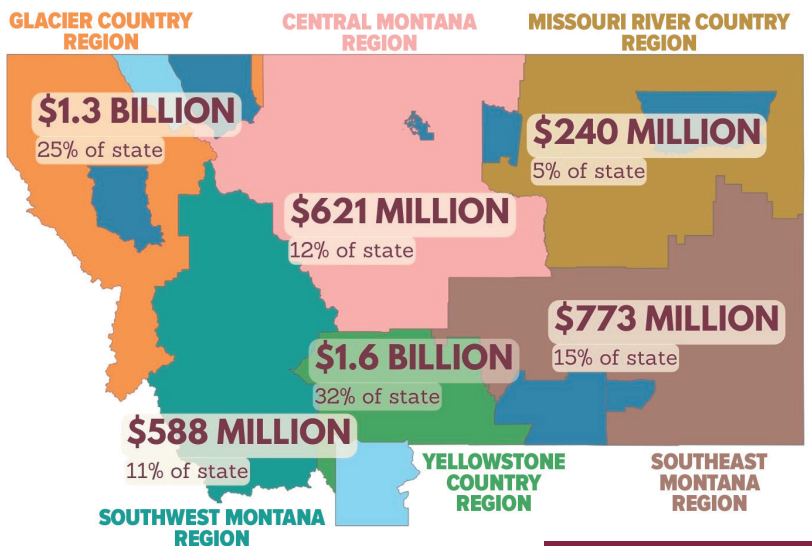 GLACIER COUNTRY
REGION
CENTRAL MONTANA
REGION
MISSOURI RIVER COUNTRY
REGION
$1.3 BILLION
25% of state
$240 MILLION
5% of state
$621 MILLION
12% of state
$773 MILLION
15% of state
$1.6 BILLION
32% of state
$588 MILLION
11% of state
YELLOWSTONE
COUNTRY
REGION
SOUTHEAST
MONTANA
REGION
SOUTHWEST MONTANA
REGION